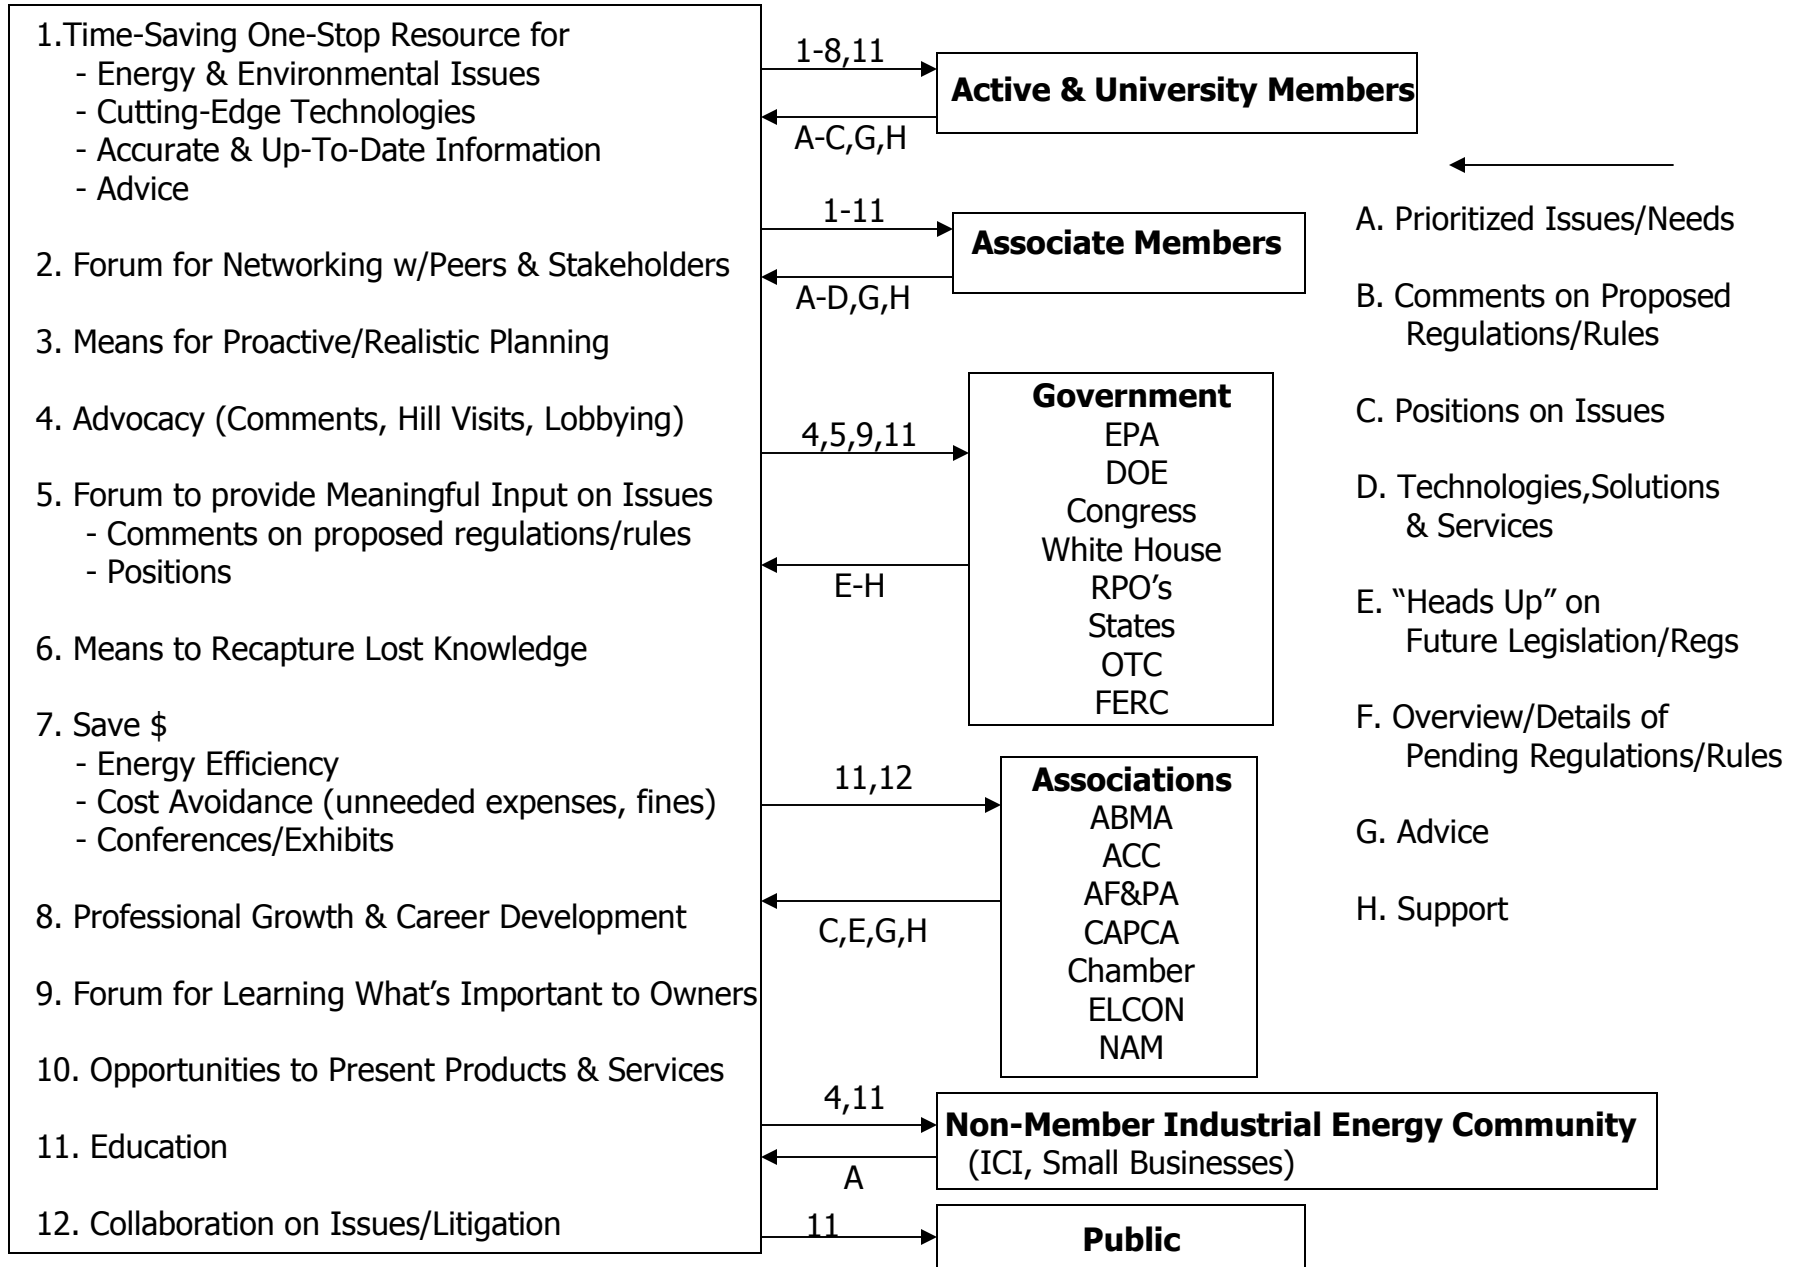 1.Time-Saving One-Stop Resource for
- Energy & Environmental Issues
- Cutting-Edge Technologies
- Accurate & Up-To-Date Information
- Advice
2. Forum for Networking w/Peers & Stakeholders
3. Means for Proactive/Realistic Planning
4. Advocacy (Comments, Hill Visits, Lobbying)
5. Forum to provide Meaningful Input on Issues
- Comments on proposed regulations/rules
- Positions
6. Means to Recapture Lost Knowledge
7. Save $
- Energy Efficiency
- Cost Avoidance (unneeded expenses, fines)
- Conferences/Exhibits
8. Professional Growth & Career Development
9. Forum for Learning What’s Important to Owners
10. Opportunities to Present Products & Services
11. Education
12. Collaboration on Issues/Litigation
1-8,11
A-C,G,H
Active & University Members
1-11
A-D,G,H
Associate Members
4,5,9,11
E-H
Government
EPA
DOE
Congress
White House
RPO’s
States
OTC
FERC
11,12
C,E,G,H
Associations
ABMA
ACC
AF&PA
CAPCA
Chamber
ELCON
NAM
4,11
A
Non-Member Industrial Energy Community
(ICI, Small Businesses)
11
Public
A. Prioritized Issues/Needs
B. Comments on Proposed
Regulations/Rules
C. Positions on Issues
D. Technologies,Solutions
& Services
E. “Heads Up” on
Future Legislation/Regs
F. Overview/Details of
Pending Regulations/Rules
G. Advice
H. Support